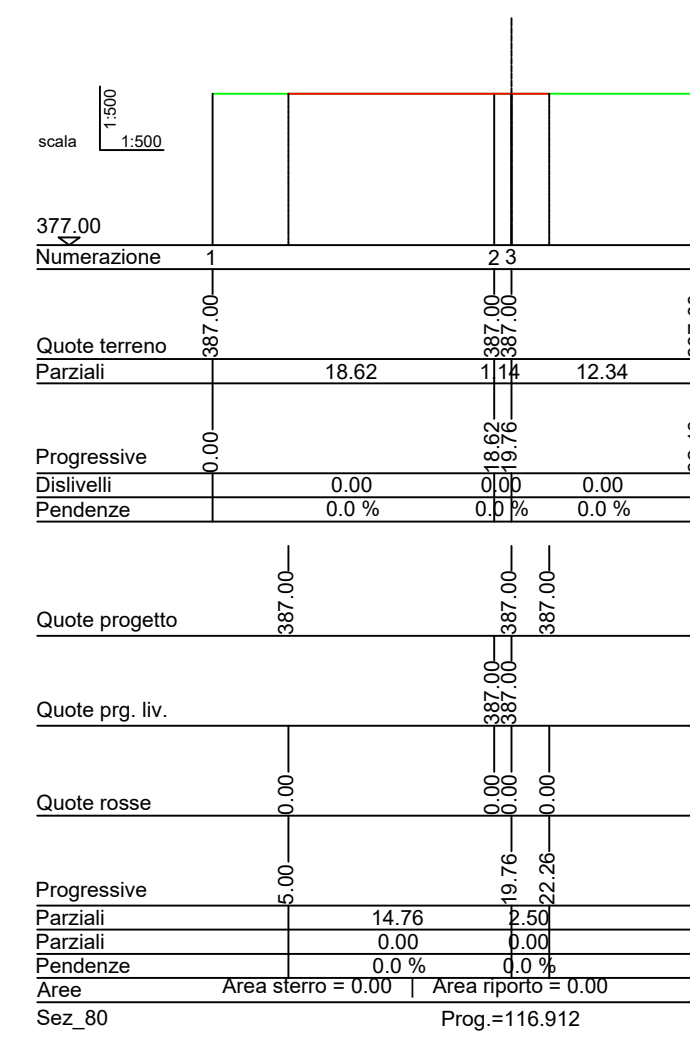 1:500
scala 1:500
377.00
Numerazione 1 2 3
Quote terreno 387.00 387.00 387.00
Parziali 18.62 1.14 12.34
Progressive 0.00 18.62 19.76
Dislivelli 0.00 0.00 0.00
Pendenze 0.0 % 0.0 % 0.0 %
Quote progetto 387.00 387.00 387.00
Quote prg. liv. 387.00 387.00
Quote rosse 0.00 0.00 0.00 0.00
Progressive 5.00 19.76 22.26
Parziali 14.76 2.50
Parziali 0.00 0.00
Pendenze 0.0 % 0.0 %
Aree Area sterro = 0.00 | Area riporto = 0.00
Sez_80 Prog.=116.912